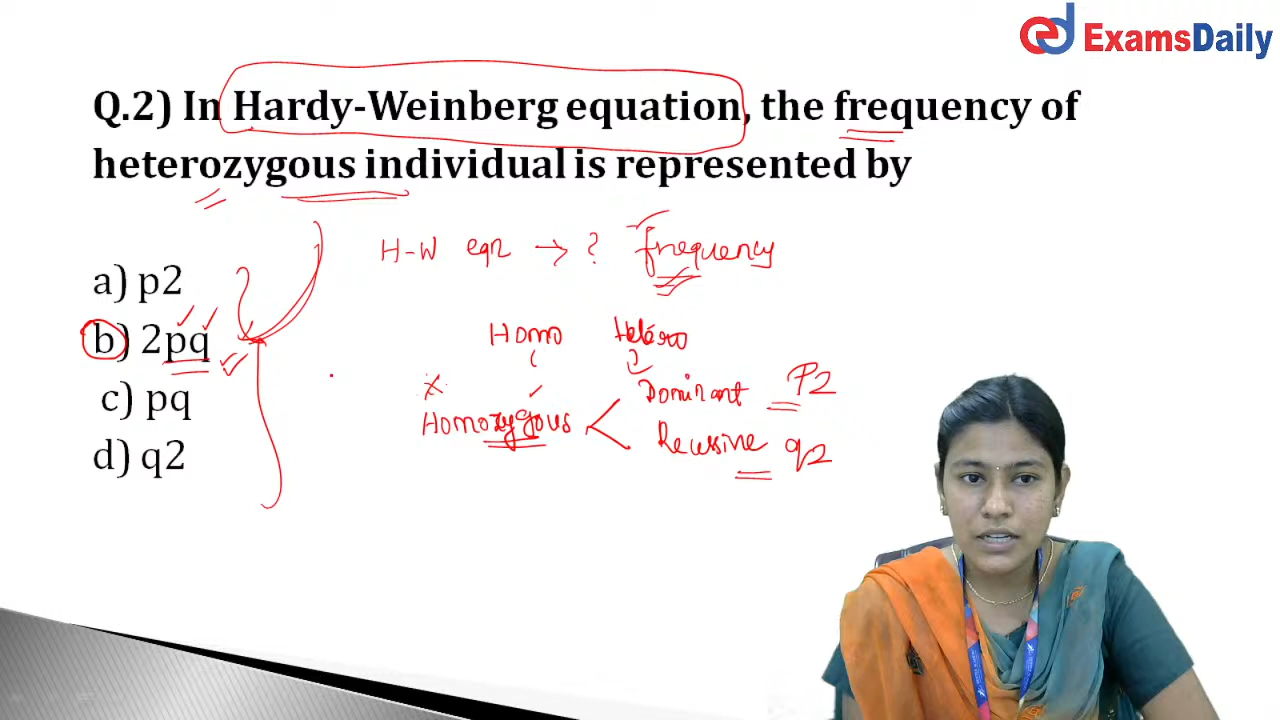 ExamsDaily
Q.2) In Hardy-Weinberg equation, the frequency of
heterozygous individual is represented by
H-W eqn → ? frequency
a) p2
b) 2pq
Homo Hetero
c) pq
Dominant P2
Homozygous
Recessive q2
d) q2